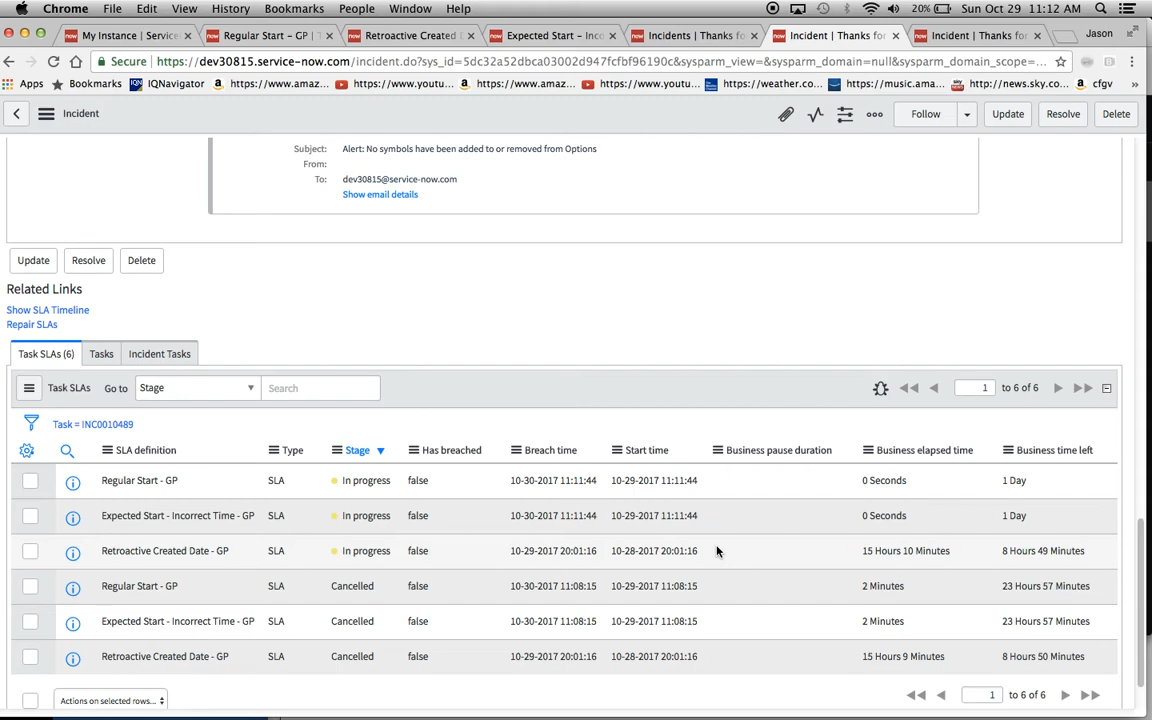 Chrome File Edit View History Bookmarks People Window Help 20% Sun Oct 29 11:12 AM
My Instance | Service Regular Start – GP | T Retroactive Created Expected Start – Inco Incidents | Thanks fo Incident | Thanks for Incident | Thanks for Jason
Secure https://dev30815.service-now.com/incident.do?sys_id=5dc32a52dbca03002d947fcfbf96190c&sysparm_view=&sysparm_domain=null&sysparm_domain_scope=...
Apps Bookmarks IQNavigator https://www.amaz... https://www.youtu... https://www.amaz... https://www.youtu... https://weather.co... https://music.ama... http://news.sky.co... cfgv »
Incident Follow Update Resolve Delete
Subject: Alert: No symbols have been added to or removed from Options
From:
To: dev30815@service-now.com
Show email details
Update Resolve Delete
Related Links
Show SLA Timeline
Repair SLAs
Task SLAs (6) Tasks Incident Tasks
Task SLAs Go to Stage Search 1 to 6 of 6
Task = INC0010489
SLA definition Type Stage Has breached Breach time Start time Business pause duration Business elapsed time Business time left
Regular Start - GP SLA In progress false 10-30-2017 11:11:44 10-29-2017 11:11:44 0 Seconds 1 Day
Expected Start - Incorrect Time - GP SLA In progress false 10-30-2017 11:11:44 10-29-2017 11:11:44 0 Seconds 1 Day
Retroactive Created Date - GP SLA In progress false 10-29-2017 20:01:16 10-28-2017 20:01:16 15 Hours 10 Minutes 8 Hours 49 Minutes
Regular Start - GP SLA Cancelled false 10-30-2017 11:08:15 10-29-2017 11:08:15 2 Minutes 23 Hours 57 Minutes
Expected Start - Incorrect Time - GP SLA Cancelled false 10-30-2017 11:08:15 10-29-2017 11:08:15 2 Minutes 23 Hours 57 Minutes
Retroactive Created Date - GP SLA Cancelled false 10-29-2017 20:01:16 10-28-2017 20:01:16 15 Hours 9 Minutes 8 Hours 50 Minutes
Actions on selected rows... 1 to 6 of 6